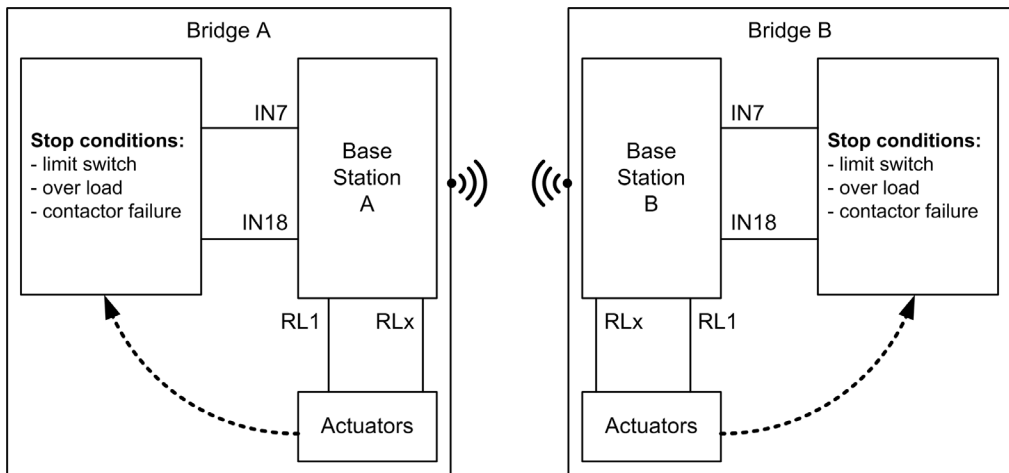 Bridge A
Stop conditions:
- limit switch
- over load
- contactor failure
IN7
IN18
Base
Station
A
RL1
RLx
Actuators
Bridge B
Base
Station
B
IN7
IN18
Stop conditions:
- limit switch
- over load
- contactor failure
RLx
RL1
Actuators